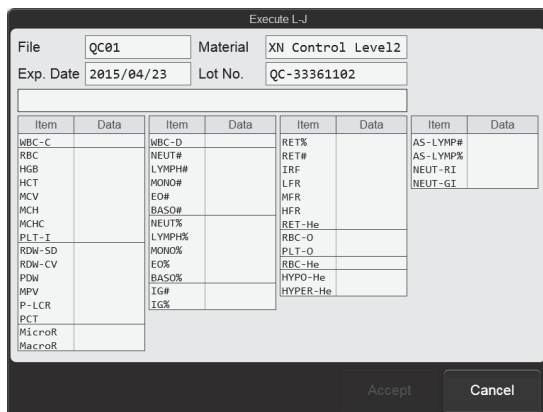 Execute L-J
File QC01 Material XN Control Level2
Exp. Date 2015/04/23 Lot No. QC-33361102
Item Data Item Data Item Data Item Data
WBC-C WBC-D RET% AS-LYMP#
RBC NEUT# RET# AS-LYMP%
HGB LYMPH# IRF NEUT-RI
HCT MONO# LFR NEUT-GI
MCV EO# MFR
MCH BASO# HFR
MCHC NEUT% RET-He
PLT-I LYMPH% RBC-O
RDW-SD MONO% PLT-O
RDW-CV EO% RBC-He
PDW BASO% HYPO-He
MPV IG# HYPER-He
P-LCR IG%
PCT
MicroR
MacroR
Accept Cancel